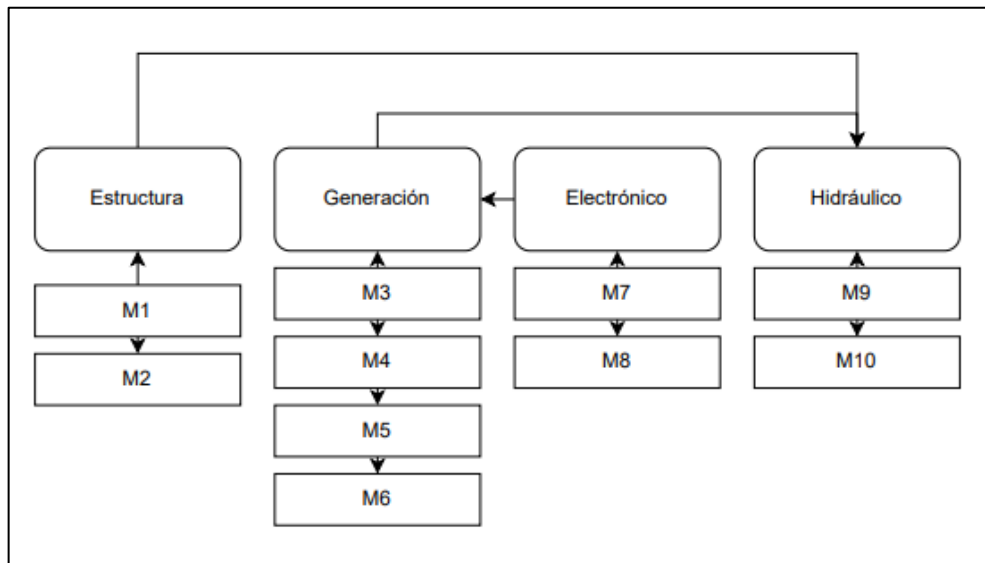 Estructura
Generación
Electrónico
Hidráulico
M1
M2
M3
M4
M5
M6
M7
M8
M9
M10